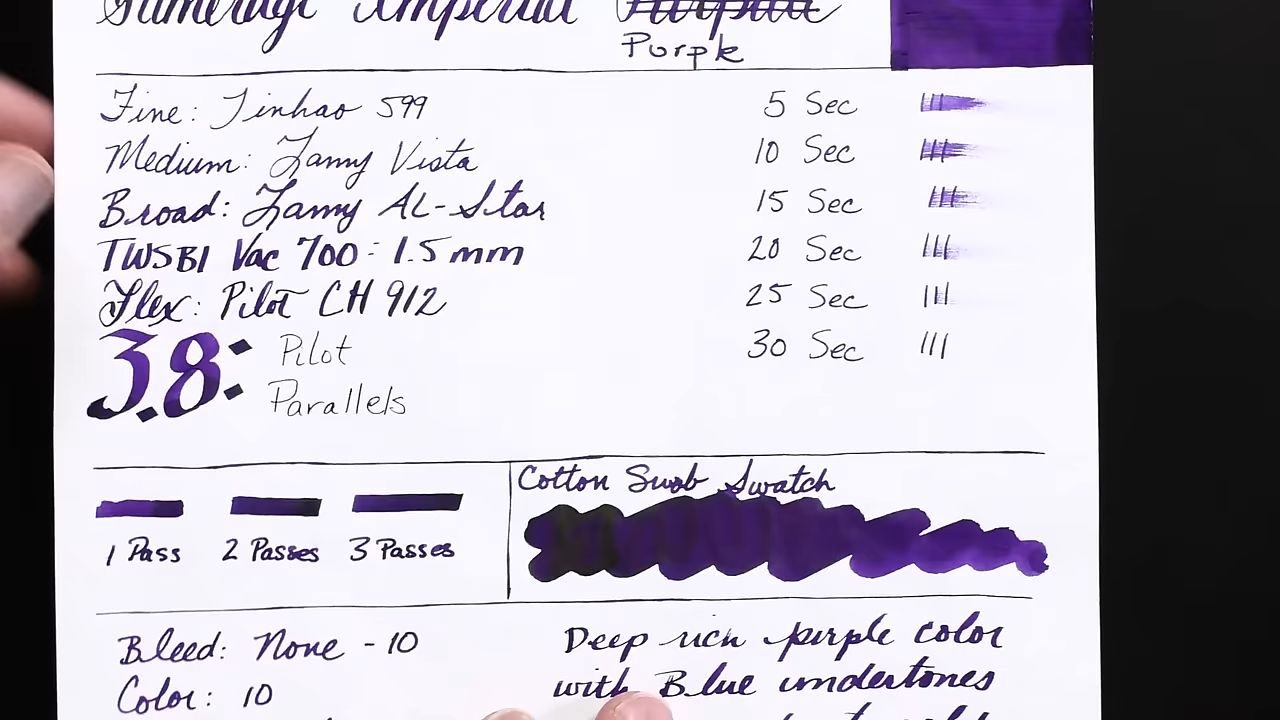 Imperial
Purple
Fine: Jinhao 599
5 Sec
Medium: Lamy Vista
10 Sec
Broad: Lamy AL-Star
15 Sec
TWSBI Vac 700: 1.5 mm
20 Sec
Flex: Pilot CH 912
25 Sec
3.8: Pilot
Parallels
30 Sec
Cotton Swab Swatch
1 Pass 2 Passes 3 Passes
Bleed: None - 10
Color: 10
Deep rich purple color
with Blue undertones